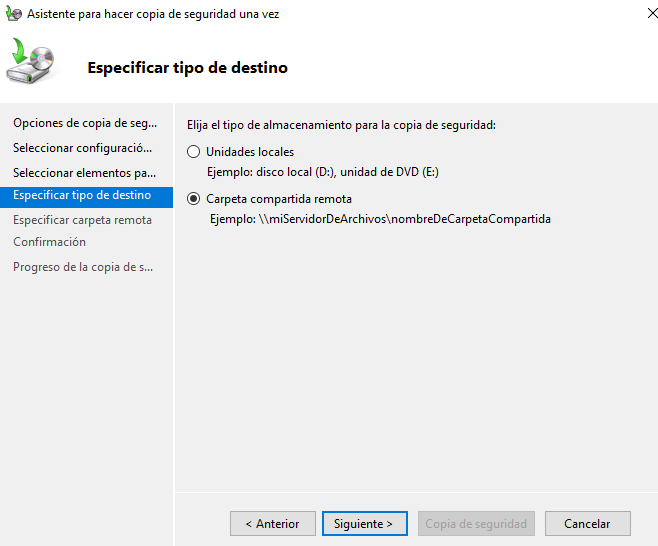 Asistente para hacer copia de seguridad una vez
Especificar tipo de destino
Opciones de copia de seg...
Seleccionar configuració...
Seleccionar elementos pa...
Especificar tipo de destino
Especificar carpeta remota
Confirmación
Progreso de la copia de s...
Elija el tipo de almacenamiento para la copia de seguridad:
Unidades locales
Ejemplo: disco local (D:), unidad de DVD (E:)
Carpeta compartida remota
Ejemplo: \\miServidorDeArchivos\nombreDeCarpetaCompartida
< Anterior
Siguiente >
Copia de seguridad
Cancelar